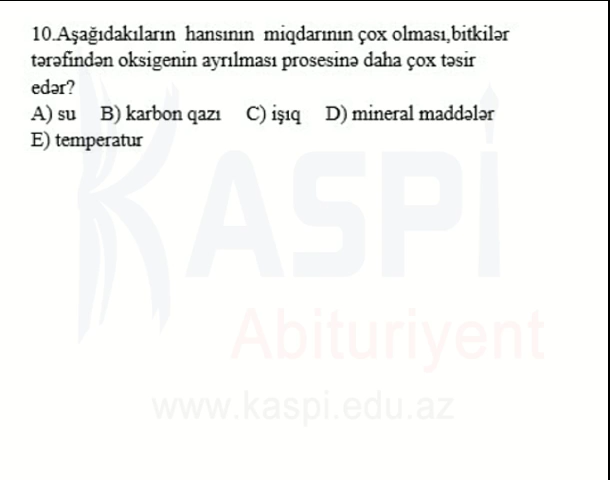 10.Aşağıdakıların hansının miqdarının çox olması,bitkilər
tərəfindən oksigenin ayrılması prosesinə daha çox təsir
edər?
A) su B) karbon qazı C) işıq D) mineral maddələr
E) temperatur
KASPİ
Abituriyent
www.kaspi.edu.az